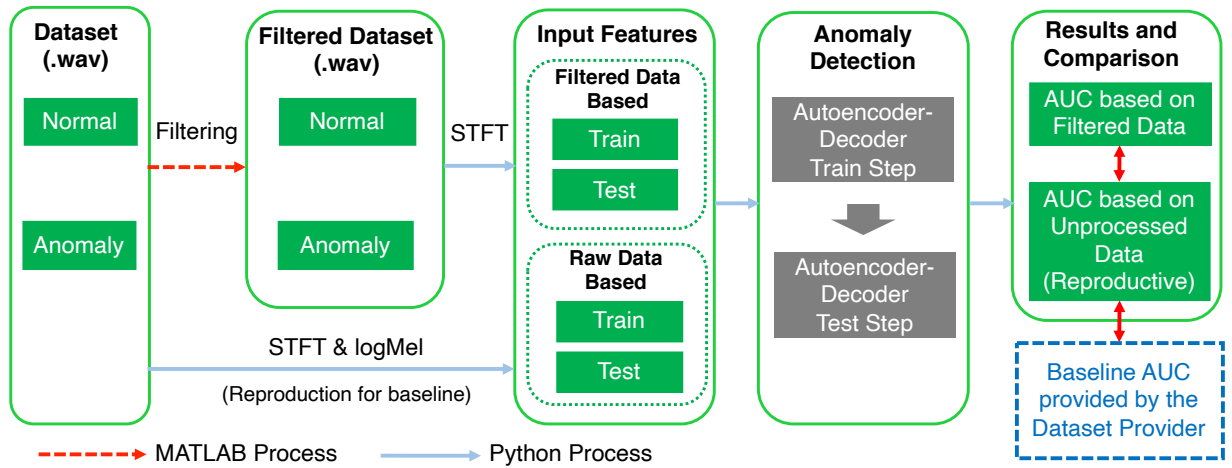 Dataset
(.wav)
Normal
Anomaly
Filtering
Filtered Dataset
(.wav)
Normal
Anomaly
STFT
STFT & logMel
(Reproduction for baseline)
Input Features
Filtered Data
Based
Train
Test
Raw Data
Based
Train
Test
Anomaly
Detection
Autoencoder-
Decoder
Train Step
Autoencoder-
Decoder
Test Step
Results and
Comparison
AUC based on
Filtered Data
AUC based on
Unprocessed
Data
(Reproductive)
Baseline AUC
provided by the
Dataset Provider
MATLAB Process
Python Process